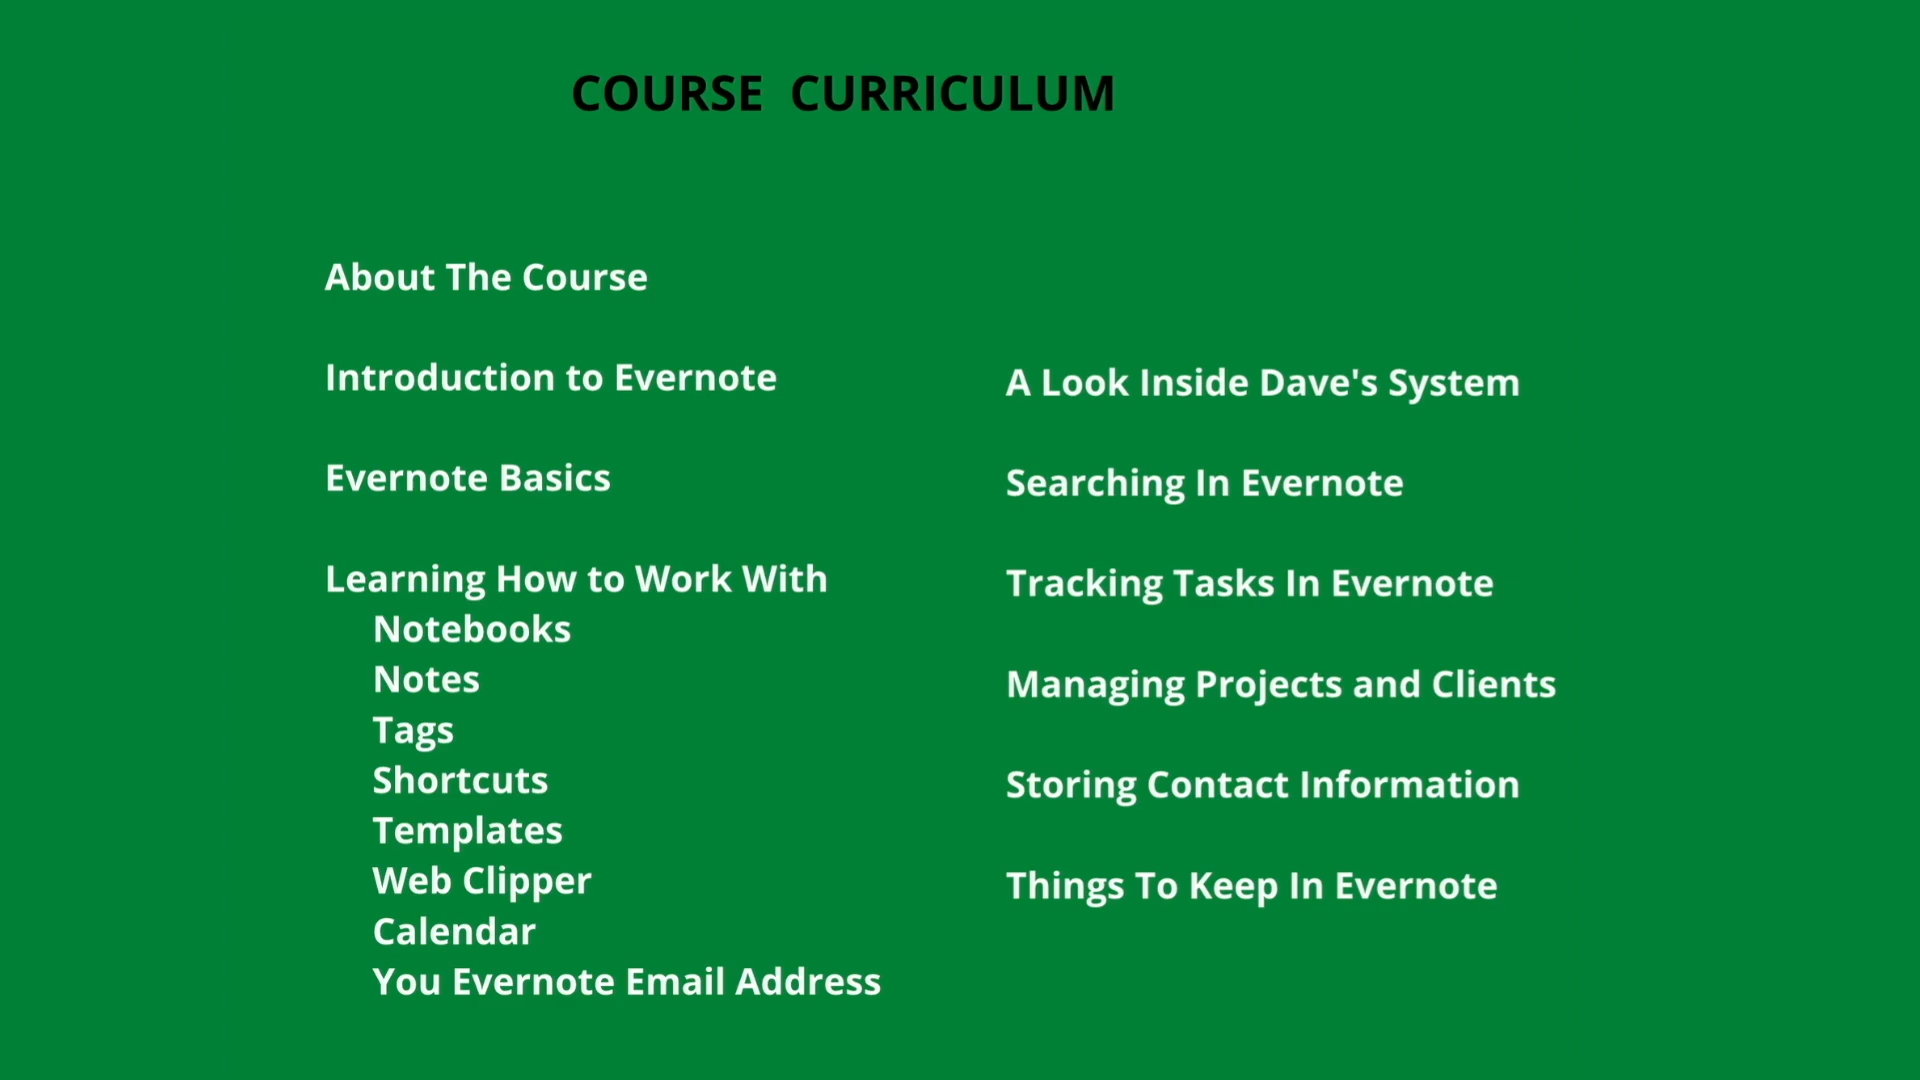 COURSE CURRICULUM
About The Course
Introduction to Evernote
Evernote Basics
Learning How to Work With
Notebooks
Notes
Tags
Shortcuts
Templates
Web Clipper
Calendar
You Evernote Email Address
A Look Inside Dave's System
Searching In Evernote
Tracking Tasks In Evernote
Managing Projects and Clients
Storing Contact Information
Things To Keep In Evernote